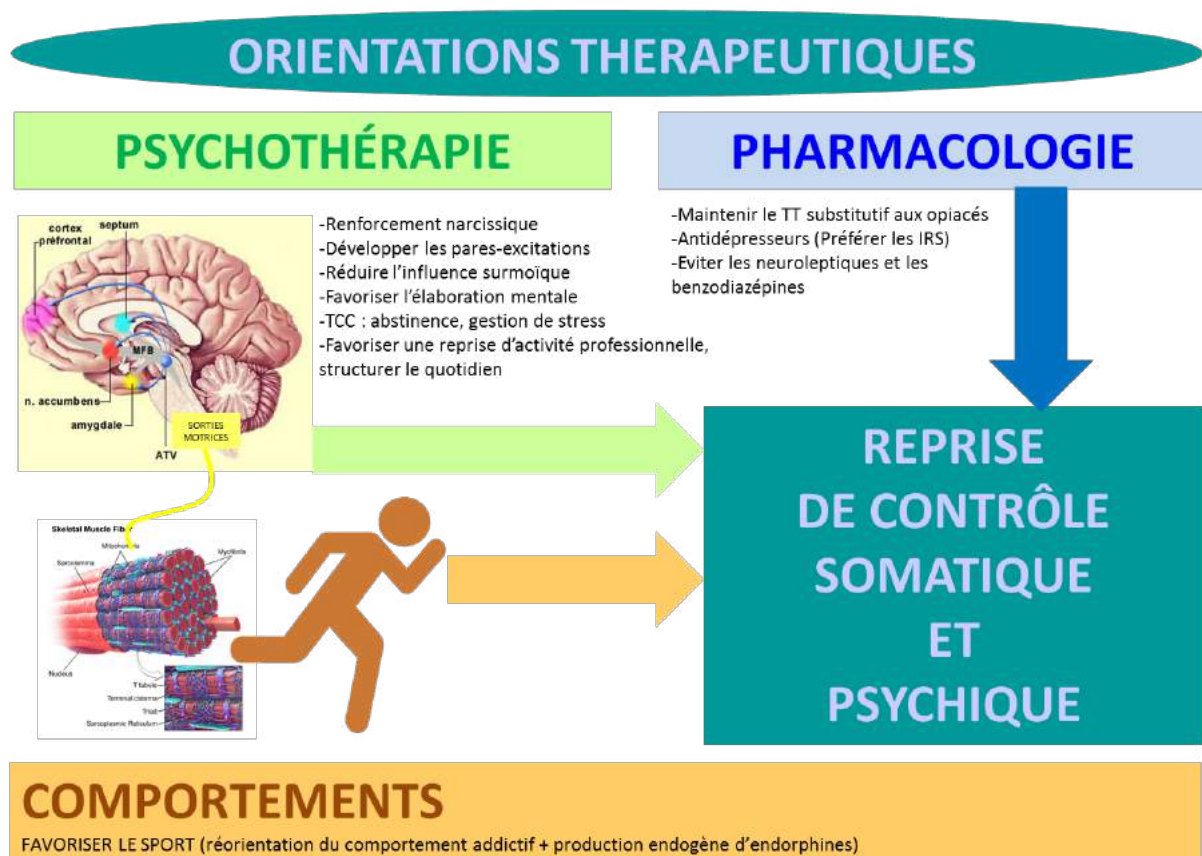 ORIENTATIONS THERAPEUTIQUES
PSYCHOTHÉRAPIE
PHARMACOLOGIE
cortex
préfrontal
septum
MFB
n. accumbens
amygdale
ATV
SORTIES
MOTRICES
-Renforcement narcissique
-Développer les pares-excitations
-Réduire l'influence surmoïque
-Favoriser l'élaboration mentale
-TCC : abstinence, gestion de stress
-Favoriser une reprise d'activité professionnelle,
structurer le quotidien
-Maintenir le TT substitutif aux opiacés
-Antidépresseurs (Préférer les IRS)
-Eviter les neuroleptiques et les
benzodiazépines
Skeletal Muscle Fiber
Mitochondria
Sarcolemma
Myofibrils
Nucleus
T tubule
Terminal cisterna
Triad
Sarcoplasmic Reticulum
REPRISE
DE CONTRÔLE
SOMATIQUE
ET
PSYCHIQUE
COMPORTEMENTS
FAVORISER LE SPORT (réorientation du comportement addictif + production endogène d'endorphines)